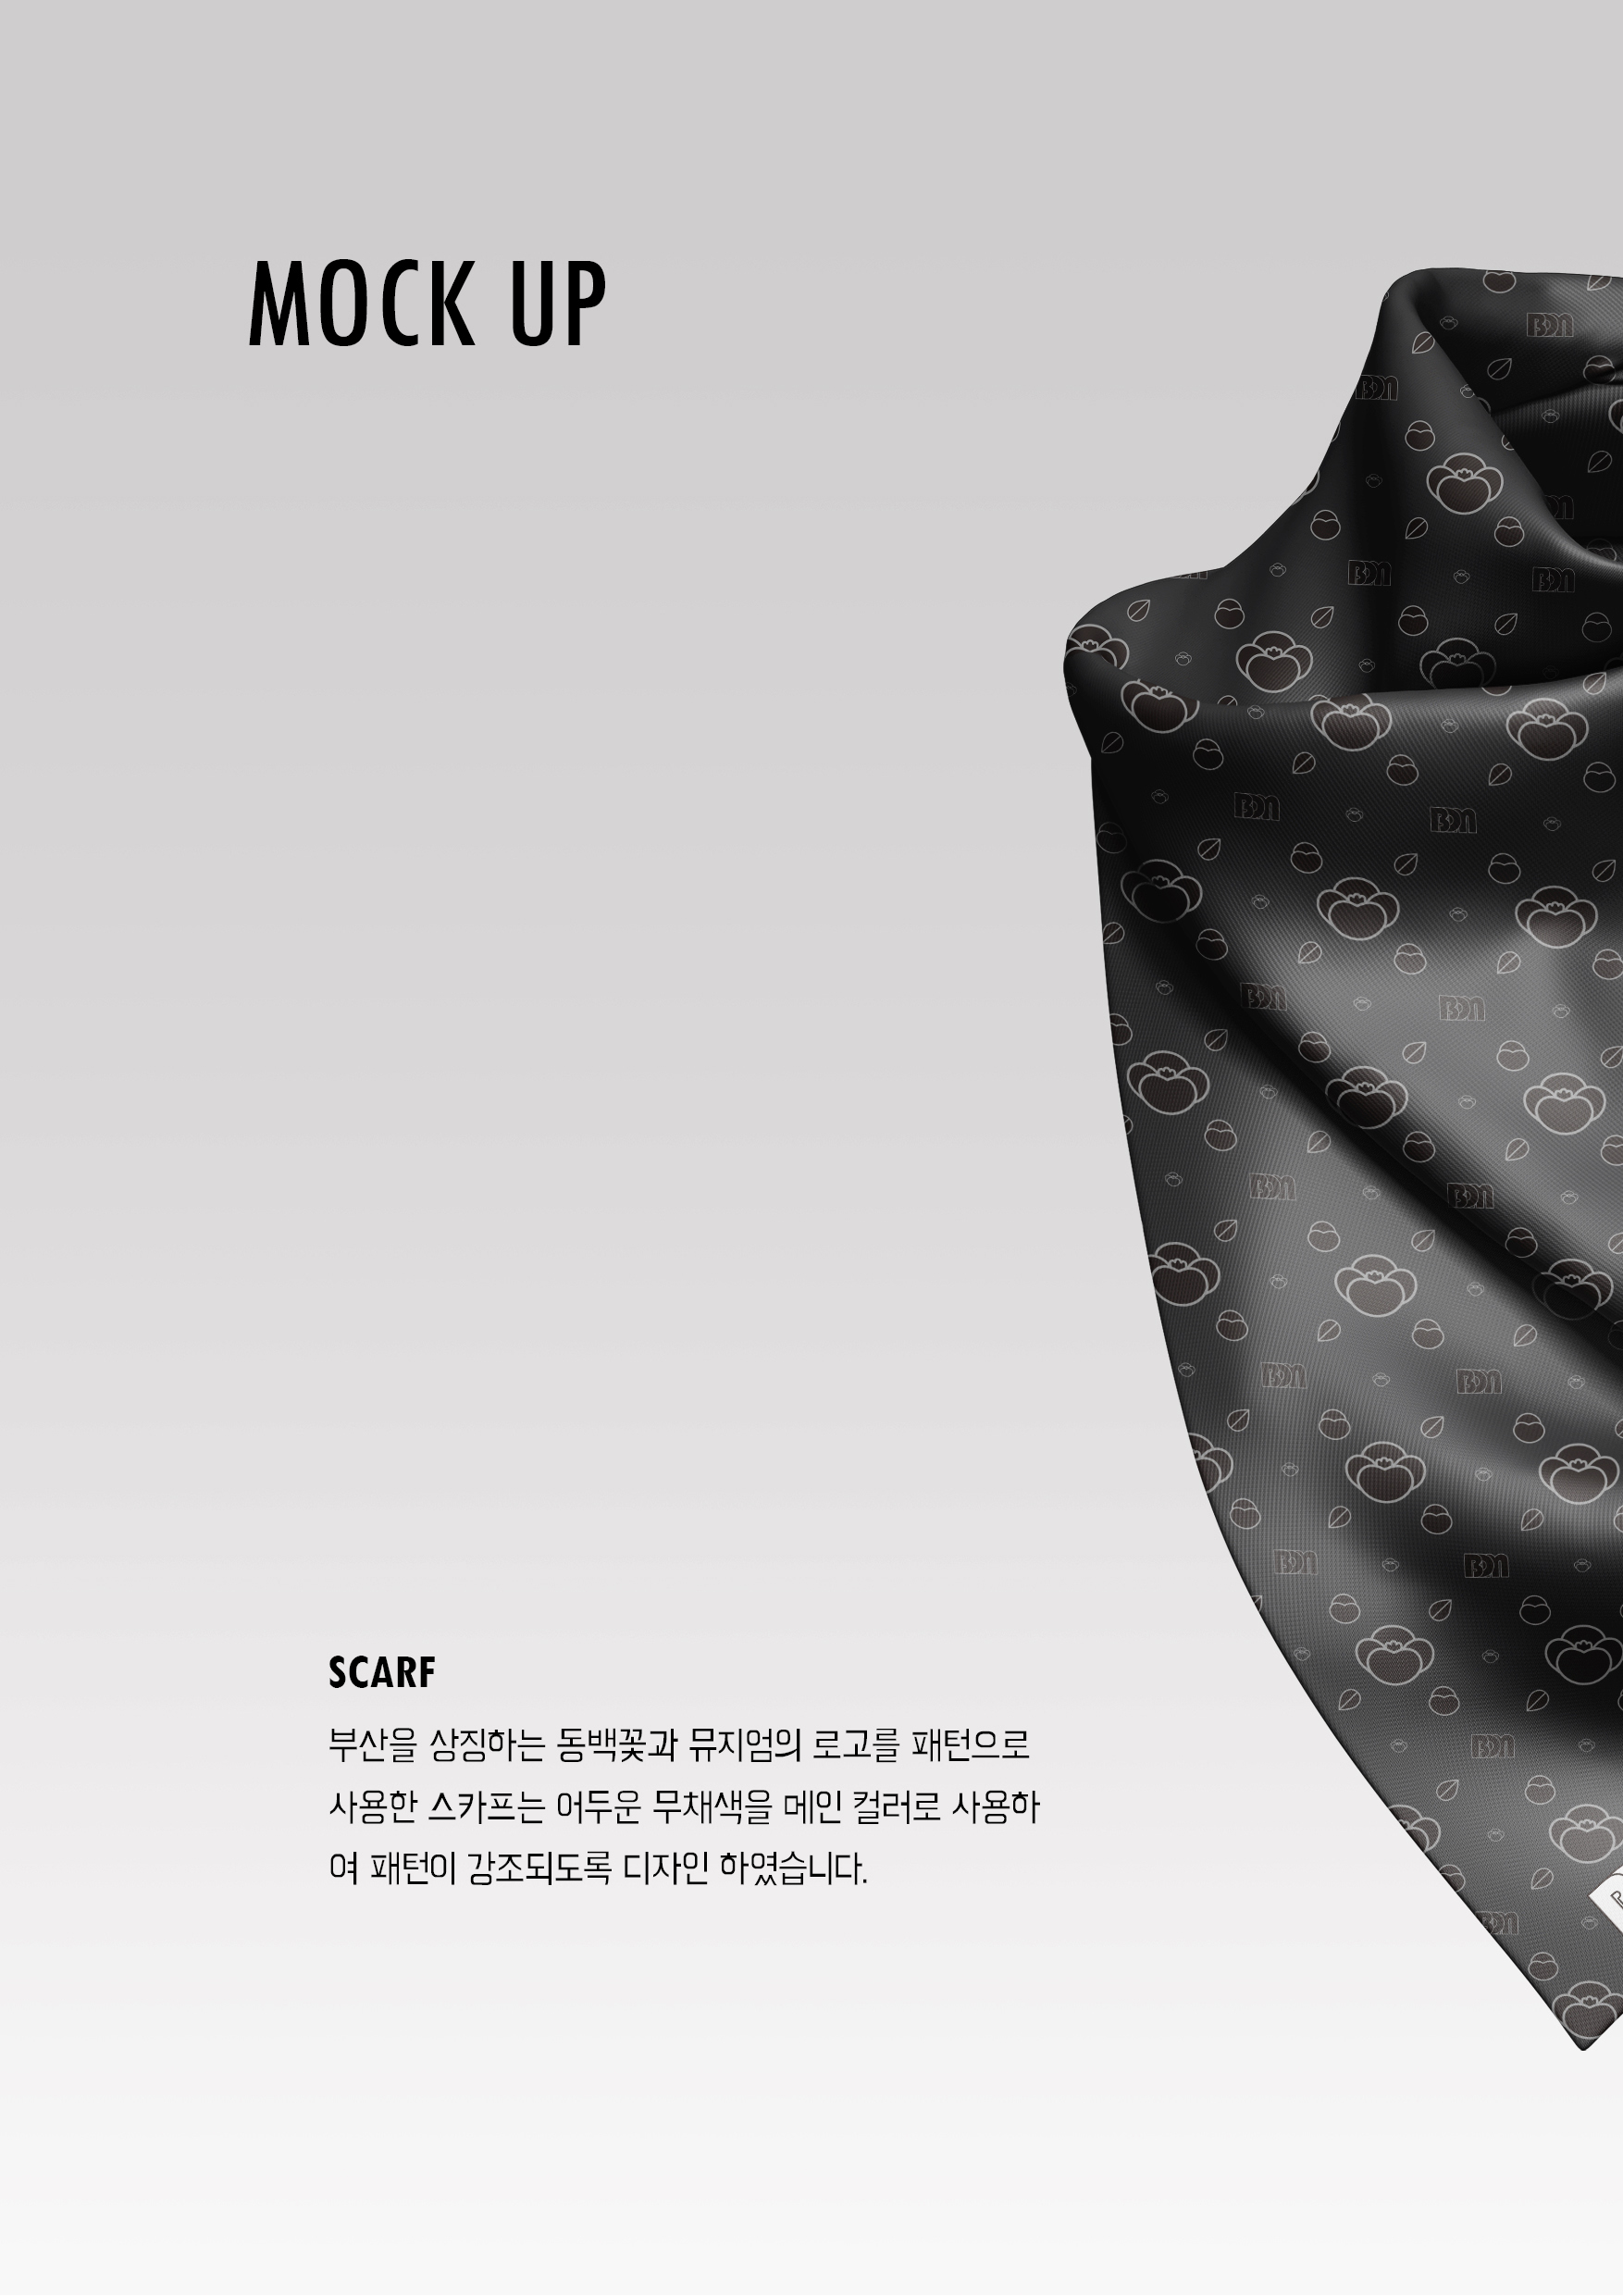 MOCK UP
SCARF
부산을 상징하는 동백꽃과 뮤지엄의 로고를 패턴으로
사용한 스카프는 어두운 무채색을 메인 컬러로 사용하
여 패턴이 강조되도록 디자인 하였습니다.